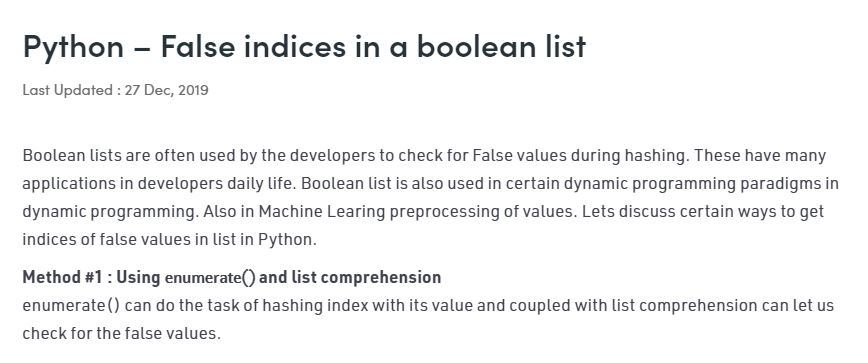 Python – False indices in a boolean list
Last Updated : 27 Dec, 2019
Boolean lists are often used by the developers to check for False values during hashing. These have many
applications in developers daily life. Boolean list is also used in certain dynamic programming paradigms in
dynamic programming. Also in Machine Learing preprocessing of values. Lets discuss certain ways to get
indices of false values in list in Python.
Method #1 : Using enumerate() and list comprehension
enumerate() can do the task of hashing index with its value and coupled with list comprehension can let us
check for the false values.